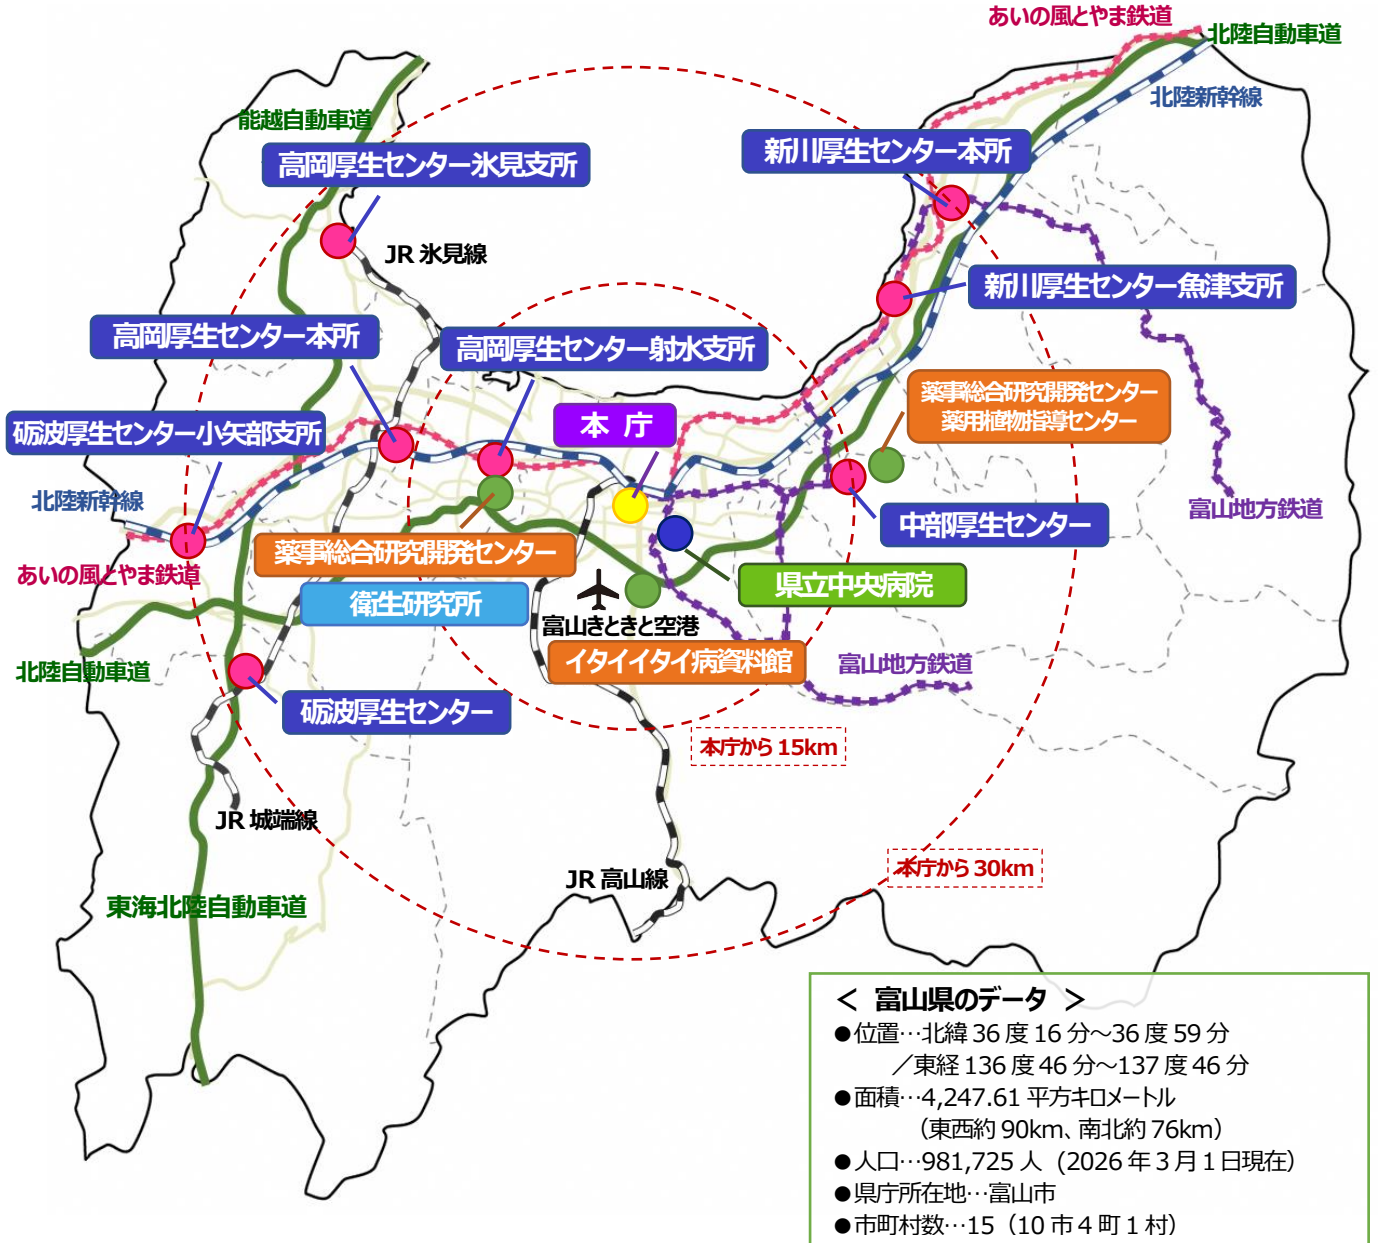 あいの風とやま鉄道
北陸自動車道
北陸新幹線
能越自動車道
高岡厚生センター氷見支所
新川厚生センター本所
JR 氷見線
新川厚生センター魚津支所
高岡厚生センター本所
高岡厚生センター射水支所
薬事総合研究開発センター
薬用植物指導センター
砺波厚生センター小矢部支所
本 庁
北陸新幹線
富山地方鉄道
中部厚生センター
薬事総合研究開発センター
あいの風とやま鉄道
県立中央病院
衛生研究所
富山きときと空港
イタイイタイ病資料館
富山地方鉄道
北陸自動車道
砺波厚生センター
本庁から 15km
JR 城端線
本庁から 30km
JR 高山線
東海北陸自動車道
＜ 富山県のデータ ＞
●位置…北緯 36 度 16 分～36 度 59 分
／東経 136 度 46 分～137 度 46 分
●面積…4,247.61 平方キロメートル
（東西約 90km、南北約 76km）
●人口…981,725 人 (2026 年 3 月 1 日現在）
●県庁所在地…富山市
●市町村数…15（10 市 4 町 1 村）